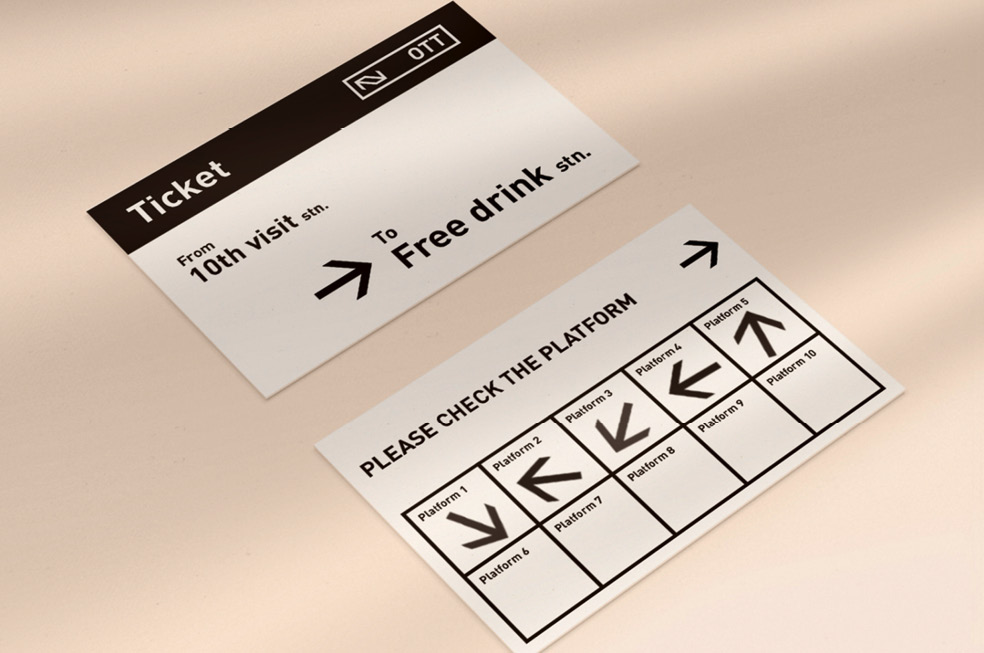 OTT
Ticket
From
10th visit stn.
To
Free drink stn.
PLEASE CHECK THE PLATFORM
Platform 1
Platform 2
Platform 3
Platform 4
Platform 5
Platform 6
Platform 7
Platform 8
Platform 9
Platform 10